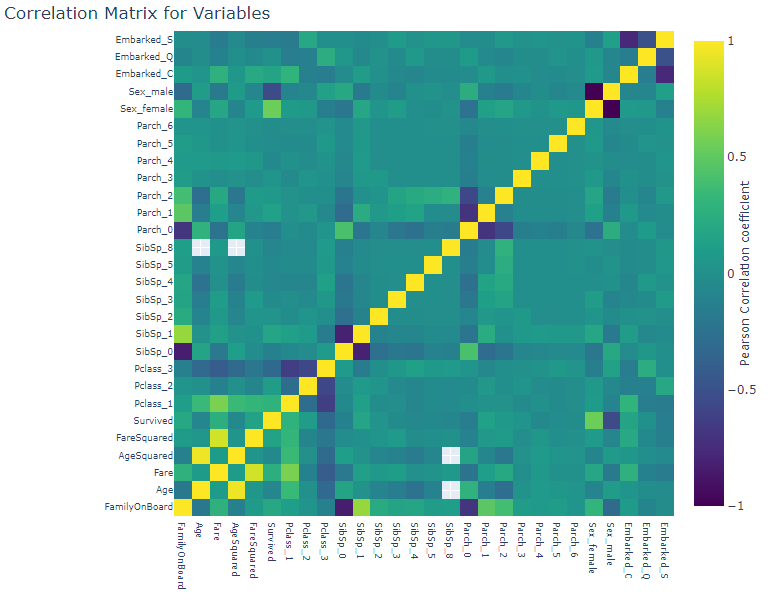 Correlation Matrix for Variables
Embarked_S
Embarked_Q
Embarked_C
Sex_male
Sex_female
Parch_6
Parch_5
Parch_4
Parch_3
Parch_2
Parch_1
Parch_0
SibSp_8
SibSp_5
SibSp_4
SibSp_3
SibSp_2
SibSp_1
SibSp_0
Pclass_3
Pclass_2
Pclass_1
Survived
FareSquared
AgeSquared
Fare
Age
FamilyOnBoard
FamilyOnBoard
Age
Fare
AgeSquared
FareSquared
Survived
Pclass_1
Pclass_2
Pclass_3
SibSp_0
SibSp_1
SibSp_2
SibSp_3
SibSp_4
SibSp_5
SibSp_8
Parch_0
Parch_1
Parch_2
Parch_3
Parch_4
Parch_5
Parch_6
Sex_female
Sex_male
Embarked_C
Embarked_Q
Embarked_S
1
0.5
0
−0.5
−1
Pearson Correlation coefficient